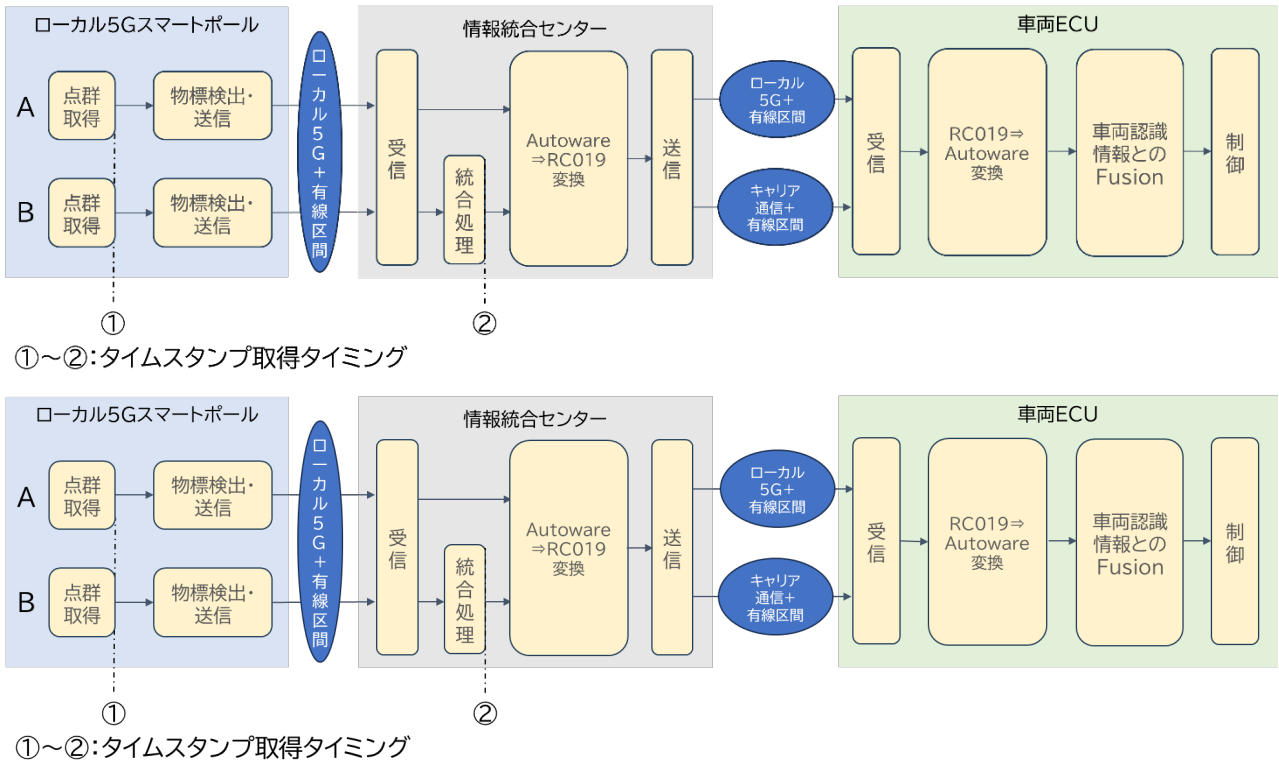 ローカル5Gスマートポール
A
点群
取得
物標検出・
送信
B
点群
取得
物標検出・
送信
ローカル5G+有線区間
情報統合センター
受信
統合処理
Autoware
⇒RC019
変換
送信
ローカル
5G+
有線区間
キャリア
通信+
有線区間
車両ECU
受信
RC019⇒
Autoware
変換
車両認識
情報との
Fusion
制御
①
②
①~②:タイムスタンプ取得タイミング
ローカル5Gスマートポール
A
点群
取得
物標検出・
送信
B
点群
取得
物標検出・
送信
ローカル5G+有線区間
情報統合センター
受信
統合処理
Autoware
⇒RC019
変換
送信
ローカル
5G+
有線区間
キャリア
通信+
有線区間
車両ECU
受信
RC019⇒
Autoware
変換
車両認識
情報との
Fusion
制御
①
②
①~②:タイムスタンプ取得タイミング